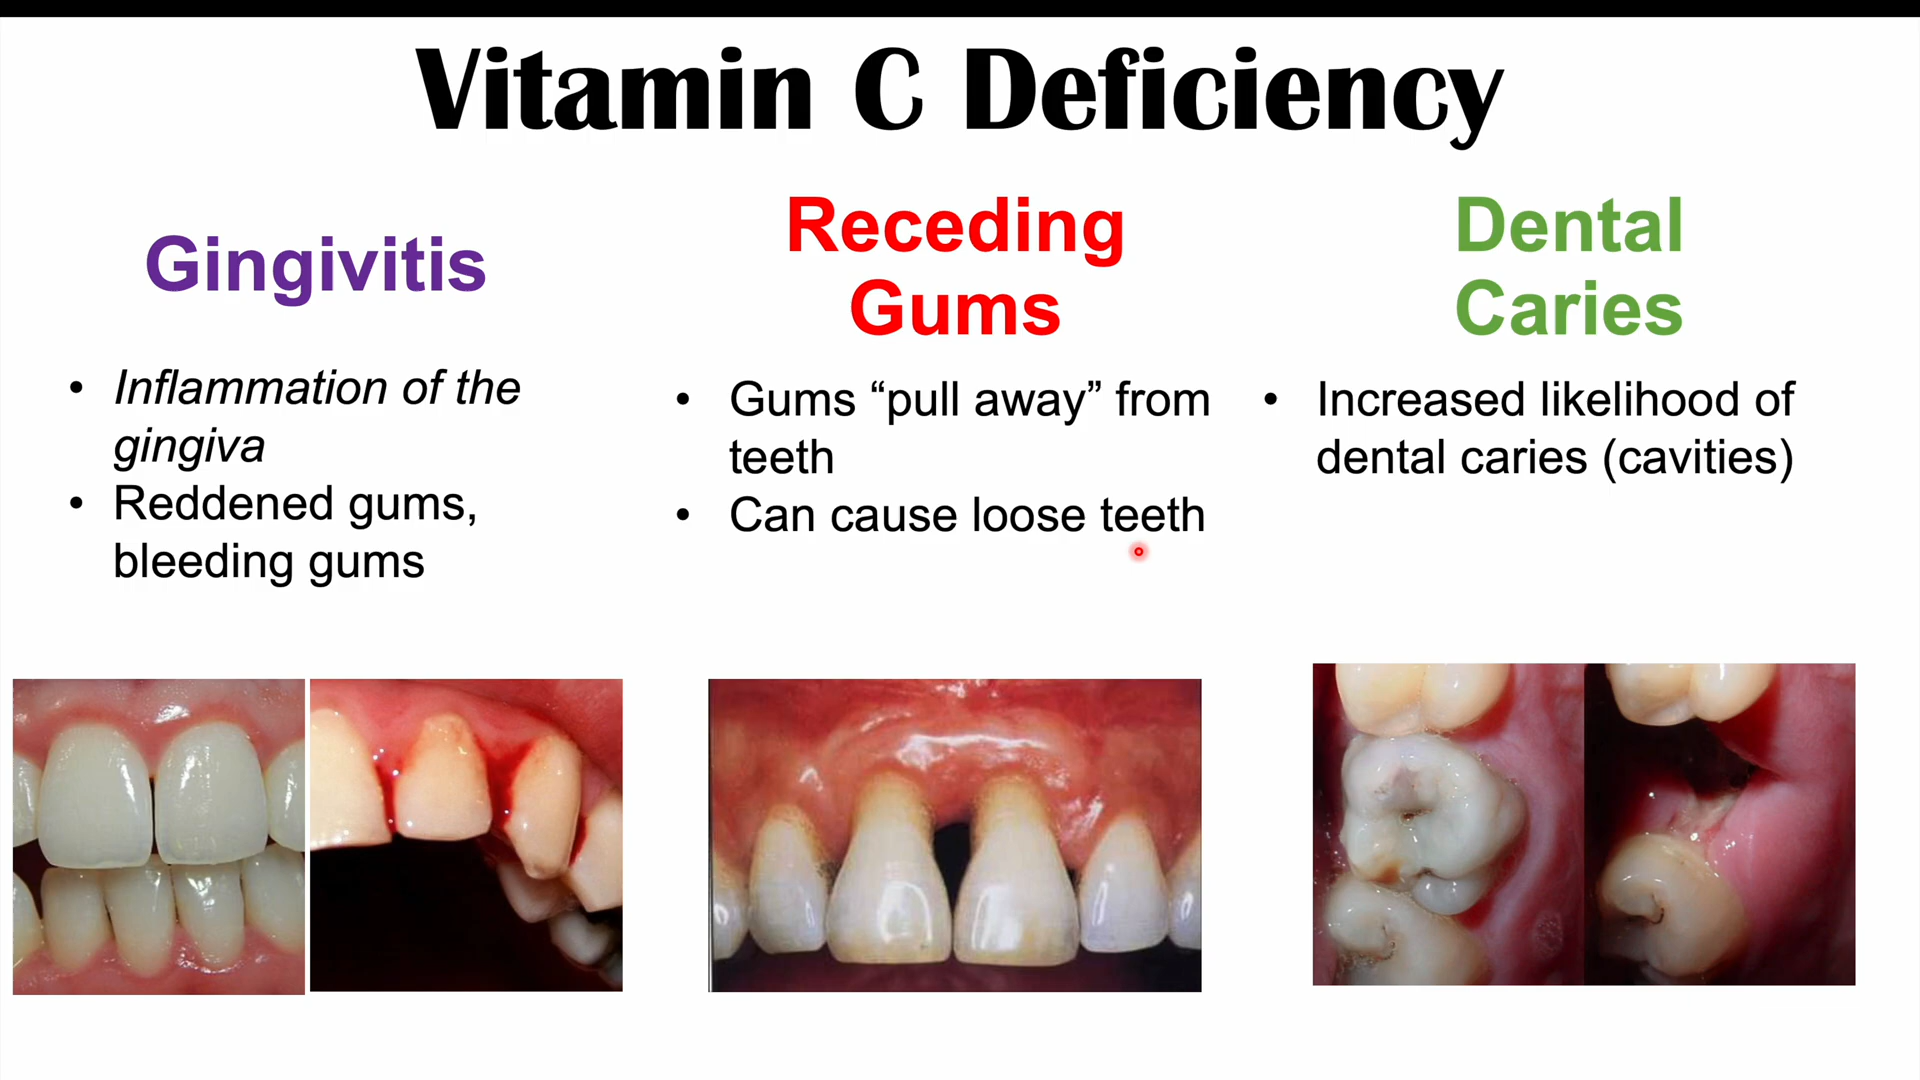 Vitamin C Deficiency
Gingivitis
• Inflammation of the
gingiva
• Reddened gums,
bleeding gums
Receding
Gums
• Gums “pull away” from
teeth
• Can cause loose teeth
Dental
Caries
• Increased likelihood of
dental caries (cavities)